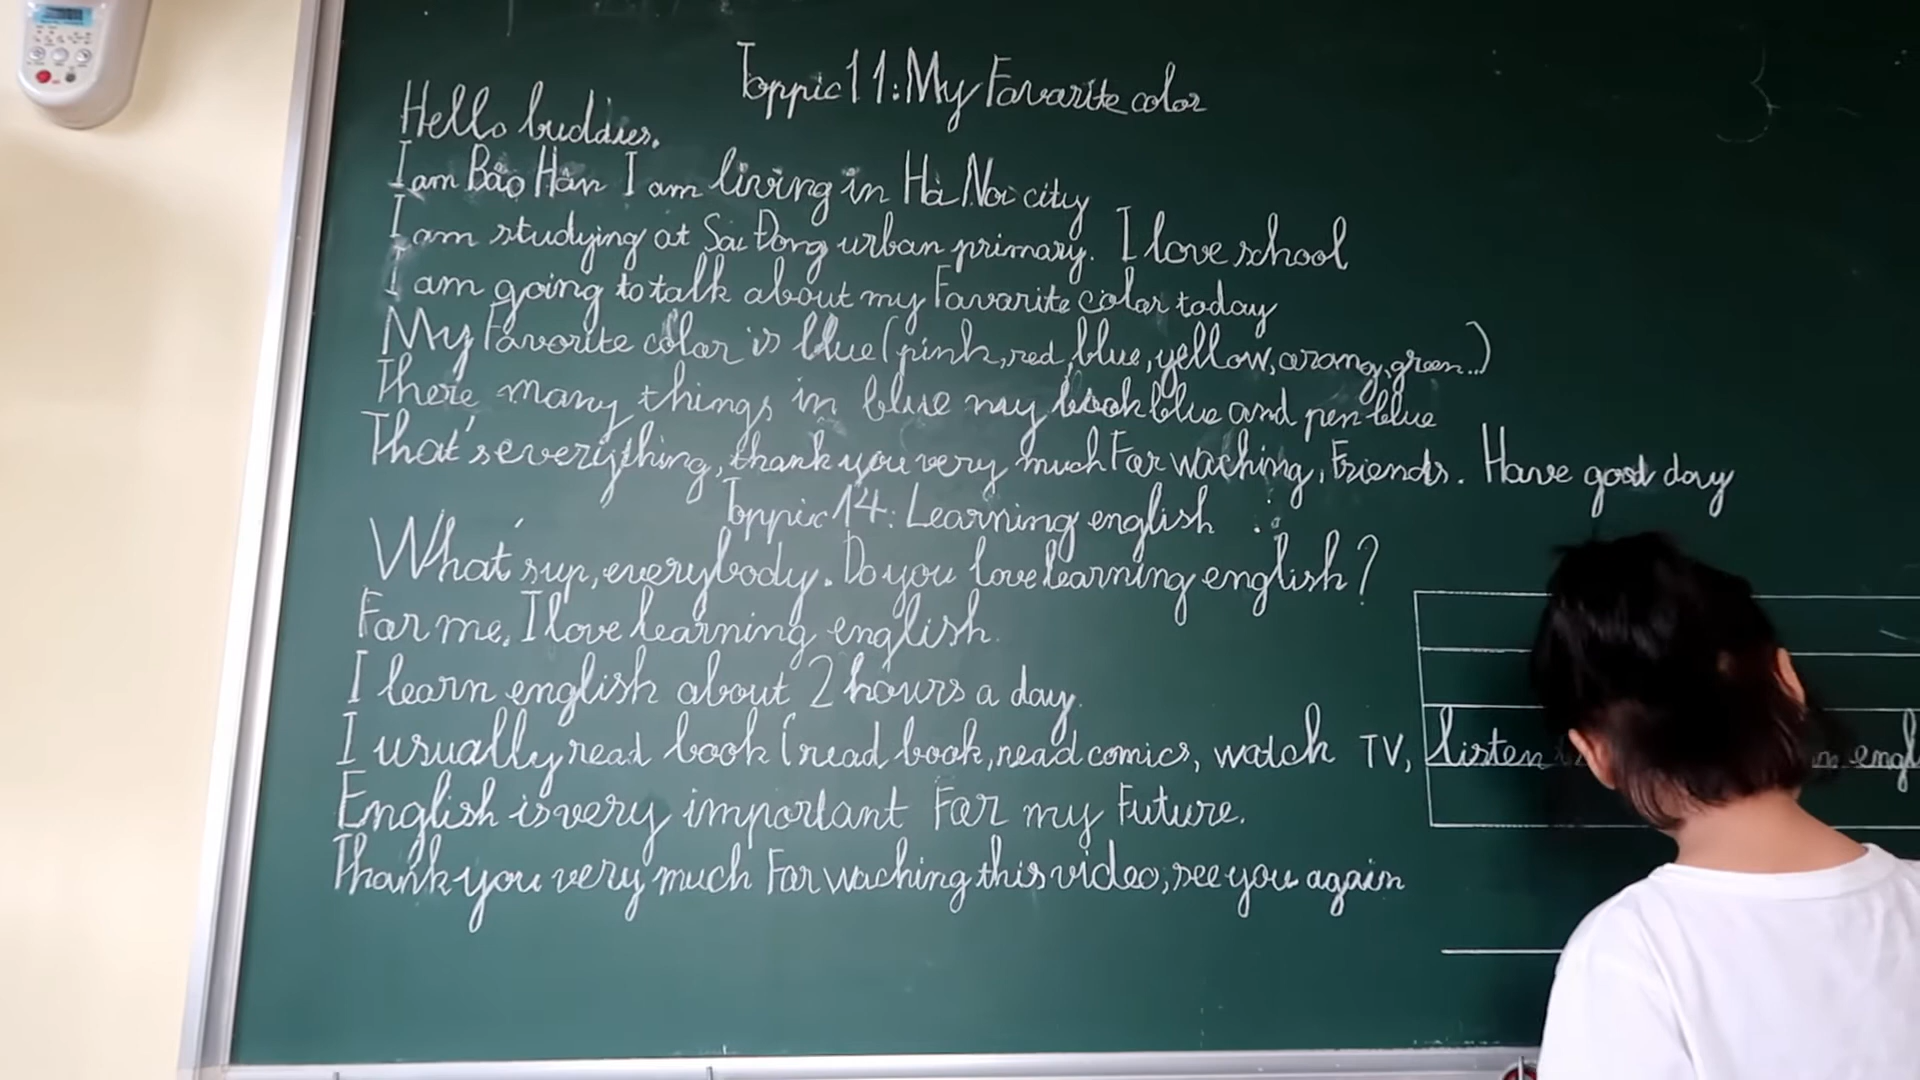 Toppic 11: My Favarite color
Hello buddies.
I am Bảo Hân I am living in Hà Noi city
I am studying at Sài Đong urban primary. I love school
I am going to talk about my Favarite color today
My Favorite color is blue (pink, red, blue, yellow, orang, green...)
There many things in blue my book blue and pen blue
That's everything, thank you very much For waching, Friends. Have good day
Toppic 14: Learning english
What's up, everybody. Do you love learning english?
For me, I love learning english.
I learn english about 2 hours a day.
I usually read book (read book, read comics, watch TV, listen
English is very important For my Future.
Thank you very much For waching this video, see you again